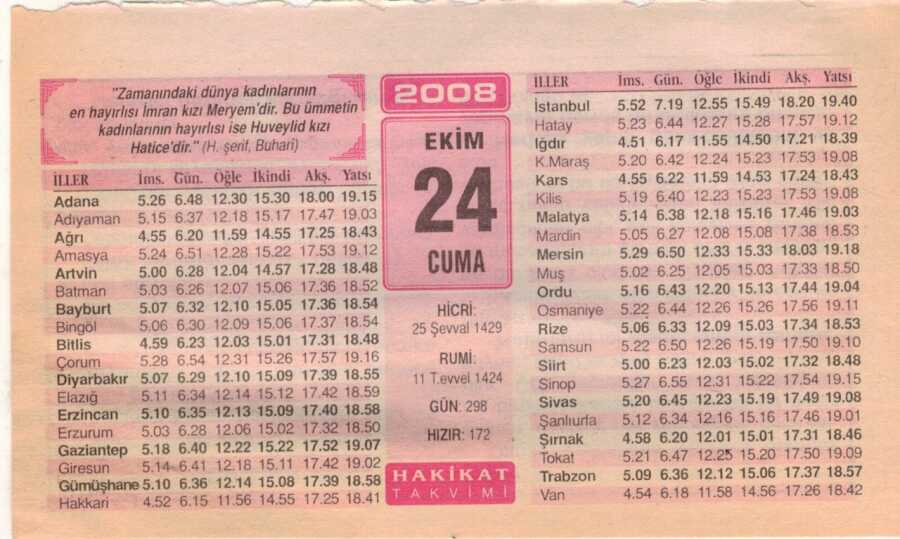 "Zamanındaki dünya kadınlarının
en hayırlısı İmran kızı Meryem'dir. Bu ümmetin
kadınlarının hayırlısı ise Huveylid kızı
Hatice'dir." (H. şerif, Buhari)
İLLER İms. Gün. Öğle İkindi Akş. Yatsı
Adana 5.26 6.48 12.30 15.30 18.00 19.15
Adıyaman 5.15 6.37 12.18 15.17 17.47 19.03
Ağrı 4.55 6.20 11.59 14.55 17.25 18.43
Amasya 5.24 6.51 12.28 15.22 17.53 19.12
Artvin 5.00 6.28 12.04 14.57 17.28 18.48
Batman 5.03 6.26 12.07 15.06 17.36 18.52
Bayburt 5.07 6.32 12.10 15.05 17.36 18.54
Bingöl 5.06 6.30 12.09 15.06 17.37 18.54
Bitlis 4.59 6.23 12.03 15.01 17.31 18.48
Çorum 5.28 6.54 12.31 15.26 17.57 19.16
Diyarbakır 5.07 6.29 12.10 15.09 17.39 18.55
Elazığ 5.11 6.34 12.14 15.12 17.42 18.59
Erzincan 5.10 6.35 12.13 15.09 17.40 18.58
Erzurum 5.03 6.28 12.06 15.02 17.32 18.50
Gaziantep 5.18 6.40 12.22 15.22 17.52 19.07
Giresun 5.14 6.41 12.18 15.11 17.42 19.02
Gümüşhane 5.10 6.36 12.14 15.08 17.39 18.58
Hakkari 4.52 6.15 11.56 14.55 17.25 18.41
2008
EKİM
24
CUMA
HİCRİ:
25 Şevval 1429
RUMİ:
11 T.evvel 1424
GÜN: 298
HIZIR: 172
HAKİKAT
TAKVİMİ
İLLER İms. Gün. Öğle İkindi Akş. Yatsı
İstanbul 5.52 7.19 12.55 15.49 18.20 19.40
Hatay 5.23 6.44 12.27 15.28 17.57 19.12
Iğdır 4.51 6.17 11.55 14.50 17.21 18.39
K.Maraş 5.20 6.42 12.24 15.23 17.53 19.08
Kars 4.55 6.22 11.59 14.53 17.24 18.43
Kilis 5.19 6.40 12.23 15.23 17.53 19.08
Malatya 5.14 6.38 12.18 15.16 17.46 19.03
Mardin 5.05 6.27 12.08 15.08 17.38 18.53
Mersin 5.29 6.50 12.33 15.33 18.03 19.18
Muş 5.02 6.25 12.05 15.03 17.33 18.50
Ordu 5.16 6.43 12.20 15.13 17.44 19.04
Osmaniye 5.22 6.44 12.26 15.26 17.56 19.11
Rize 5.06 6.33 12.09 15.03 17.34 18.53
Samsun 5.22 6.50 12.26 15.19 17.50 19.10
Siirt 5.00 6.23 12.03 15.02 17.32 18.48
Sinop 5.27 6.55 12.31 15.22 17.54 19.15
Sivas 5.20 6.45 12.23 15.19 17.49 19.08
Şanlıurfa 5.12 6.34 12.16 15.16 17.46 19.01
Şırnak 4.58 6.20 12.01 15.01 17.31 18.46
Tokat 5.21 6.47 12.25 15.20 17.50 19.09
Trabzon 5.09 6.36 12.12 15.06 17.37 18.57
Van 4.54 6.18 11.58 14.56 17.26 18.42